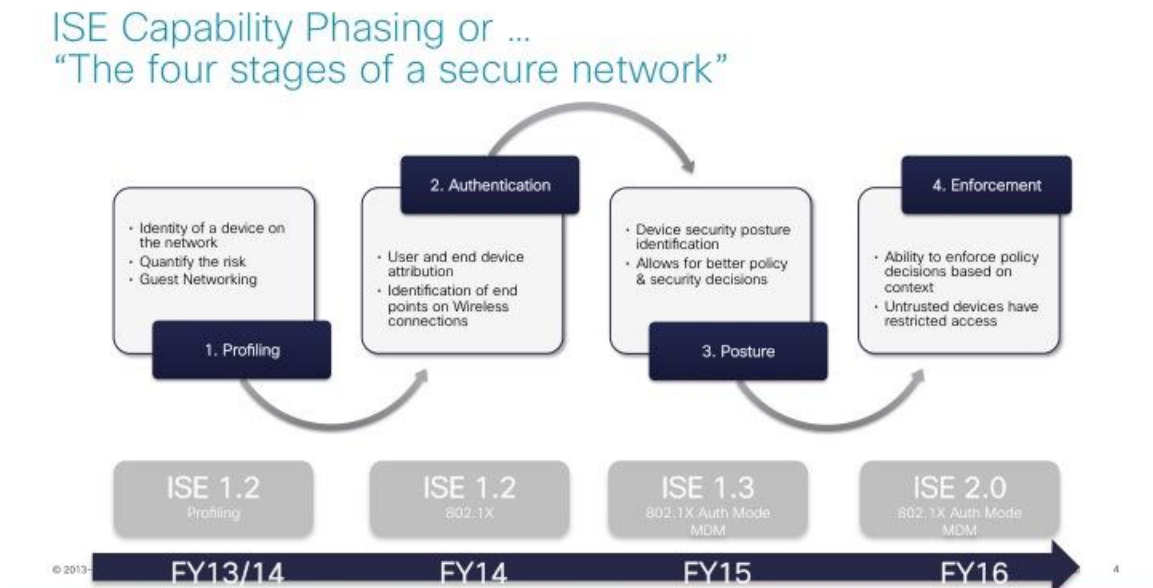 ISE Capability Phasing or ...
“The four stages of a secure network”
• Identity of a device on
the network
• Quantify the risk
• Guest Networking
1. Profiling
2. Authentication
• User and end device
attribution
• Identification of end
points on Wireless
connections
• Device security posture
identification
• Allows for better policy
& security decisions
3. Posture
4. Enforcement
• Ability to enforce policy
decisions based on
context
• Untrusted devices have
restricted access
ISE 1.2
Profiling
ISE 1.2
802.1X
ISE 1.3
802.1X Auth Mode
MDM
ISE 2.0
802.1X Auth Mode
MDM
© 2013-
FY13/14
FY14
FY15
FY16
4